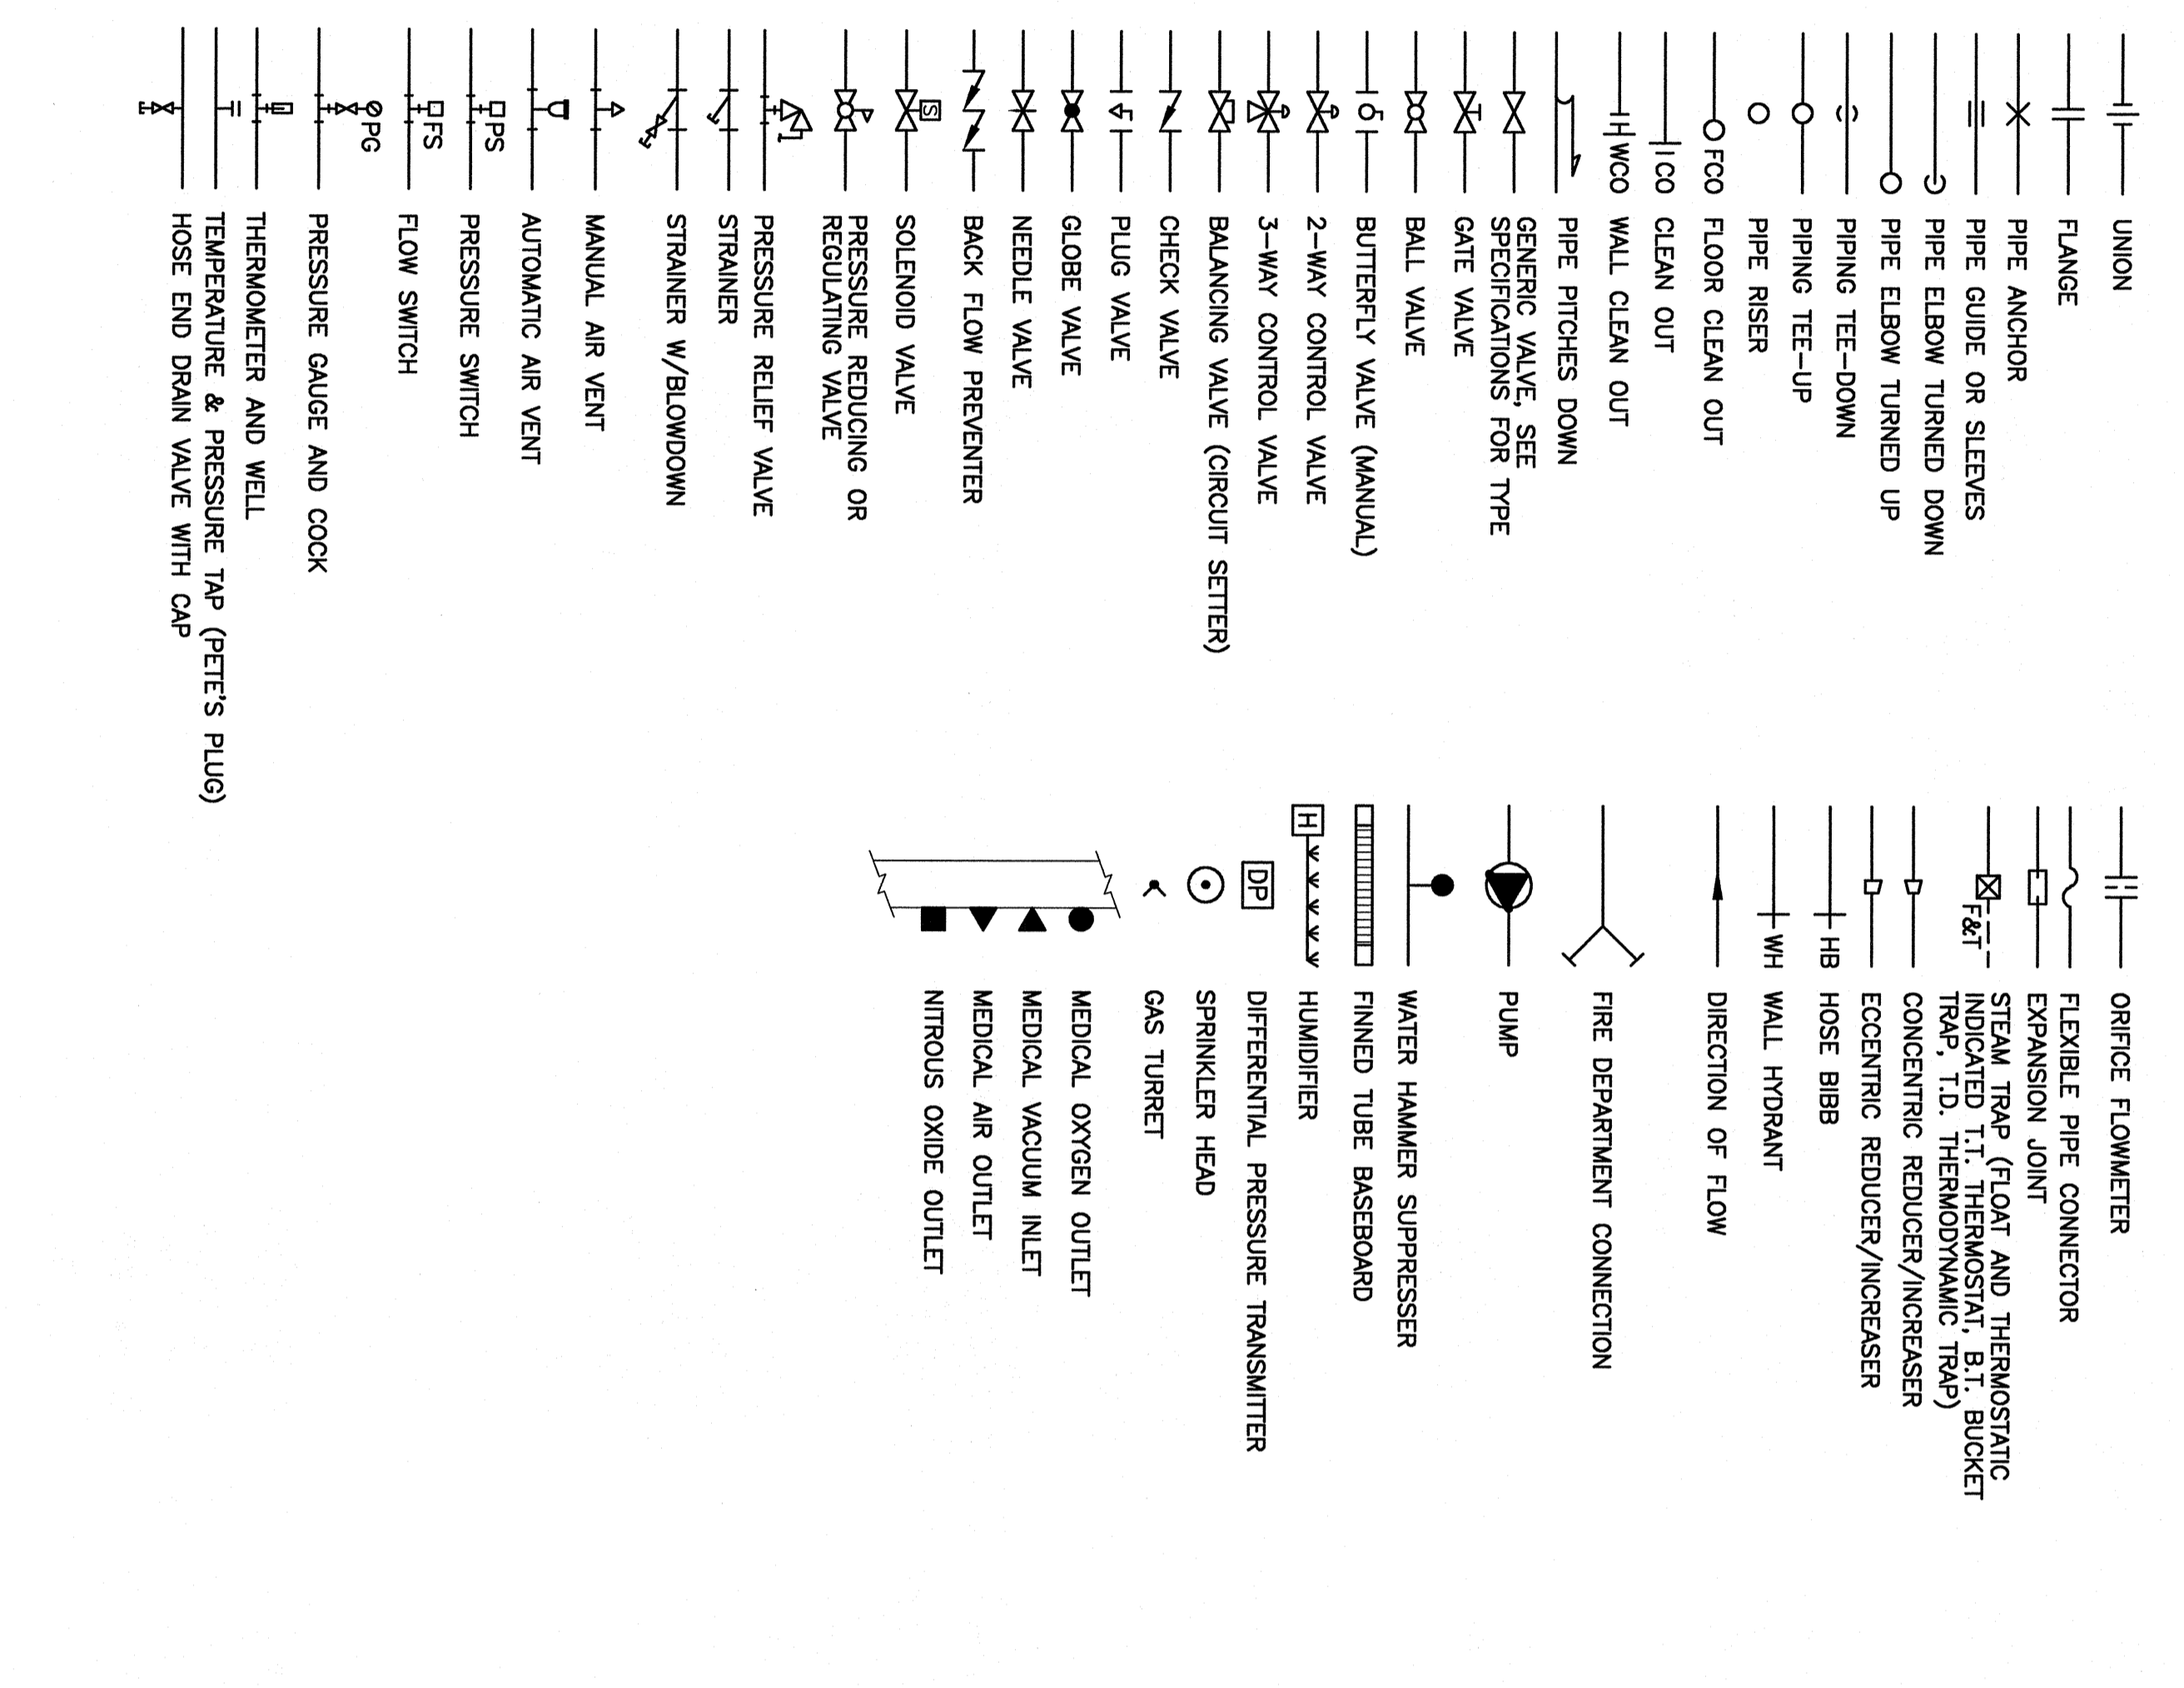 UNION
FLANGE
PIPE ANCHOR
PIPE GUIDE OR SLEEVES
PIPE ELBOW TURNED DOWN
PIPE ELBOW TURNED UP
PIPING TEE-DOWN
PIPING TEE-UP
PIPE RISER
FCO FLOOR CLEAN OUT
CO CLEAN OUT
WCO WALL CLEAN OUT
PIPE PITCHES DOWN
GENERIC VALVE, SEE
SPECIFICATIONS FOR TYPE
GATE VALVE
BALL VALVE
BUTTERFLY VALVE (MANUAL)
2-WAY CONTROL VALVE
3-WAY CONTROL VALVE
BALANCING VALVE (CIRCUIT SETTER)
CHECK VALVE
PLUG VALVE
GLOBE VALVE
NEEDLE VALVE
BACK FLOW PREVENTER
S SOLENOID VALVE
PRESSURE REDUCING OR
REGULATING VALVE
PRESSURE RELIEF VALVE
STRAINER
STRAINER W/BLOWDOWN
MANUAL AIR VENT
AUTOMATIC AIR VENT
PS PRESSURE SWITCH
FS FLOW SWITCH
PG PRESSURE GAUGE AND COCK
THERMOMETER AND WELL
TEMPERATURE & PRESSURE TAP (PETE'S PLUG)
HOSE END DRAIN VALVE WITH CAP
ORIFICE FLOWMETER
FLEXIBLE PIPE CONNECTOR
EXPANSION JOINT
STEAM TRAP (FLOAT AND THERMOSTATIC
F&T INDICATED T.T. THERMOSTAT, B.T. BUCKET
TRAP, T.D. THERMODYNAMIC TRAP)
CONCENTRIC REDUCER/INCREASER
ECCENTRIC REDUCER/INCREASER
HB HOSE BIBB
WH WALL HYDRANT
DIRECTION OF FLOW
FIRE DEPARTMENT CONNECTION
PUMP
WATER HAMMER SUPPRESSER
FINNED TUBE BASEBOARD
H HUMIDIFIER
DP DIFFERENTIAL PRESSURE TRANSMITTER
SPRINKLER HEAD
GAS TURRET
MEDICAL OXYGEN OUTLET
MEDICAL VACUUM INLET
MEDICAL AIR OUTLET
NITROUS OXIDE OUTLET